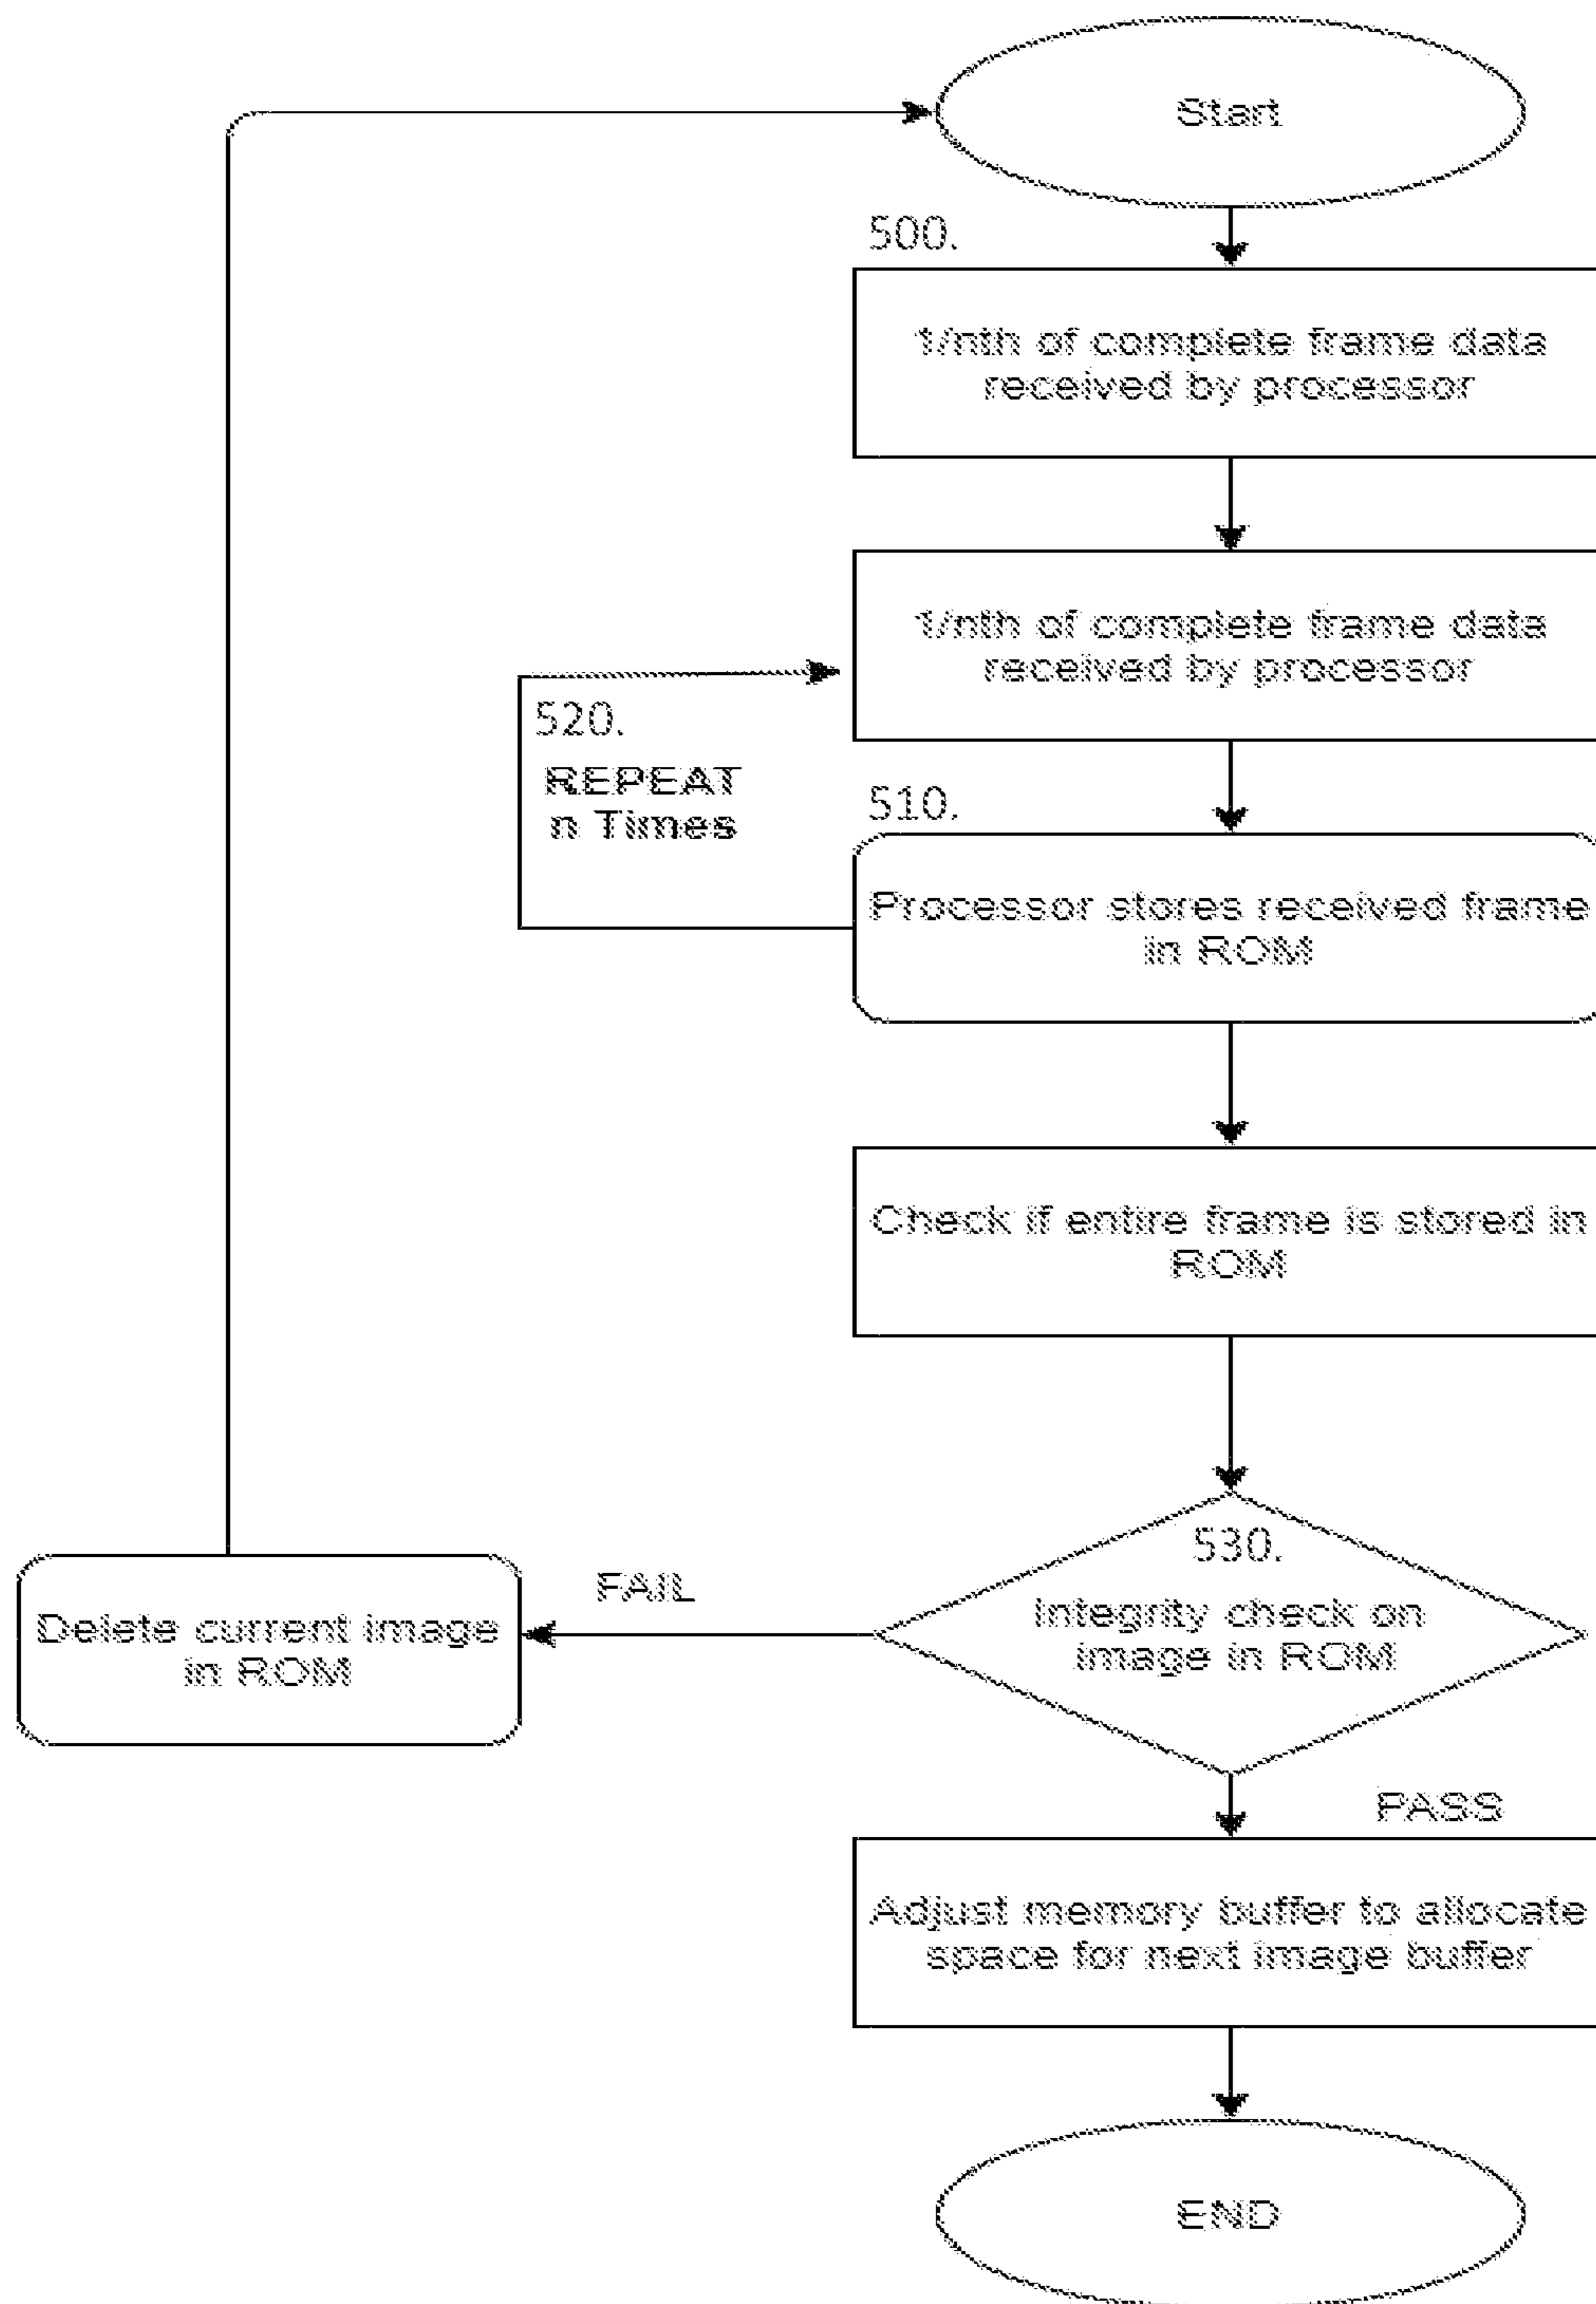 Start
500.
1/nth of complete frame data
received by processor
1/nth of complete frame data
received by processor
520.
REPEAT
n Times
510.
Processor stores received frame
in ROM
Check if entire frame is stored in
ROM
530.
Integrity check on
image in ROM
FAIL
Delete current image
in ROM
PASS
Adjust memory buffer to allocate
space for next image buffer
END